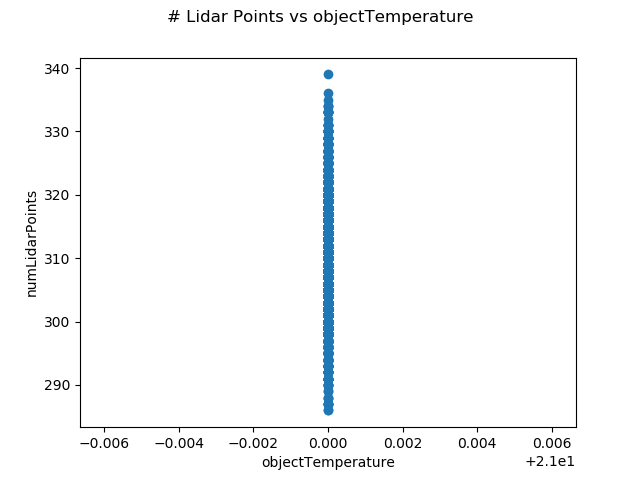 # Lidar Points vs objectTemperature
340
330
320
310
300
290
numLidarPoints
−0.006 −0.004 −0.002 0.000 0.002 0.004 0.006
objectTemperature
+2.1e1